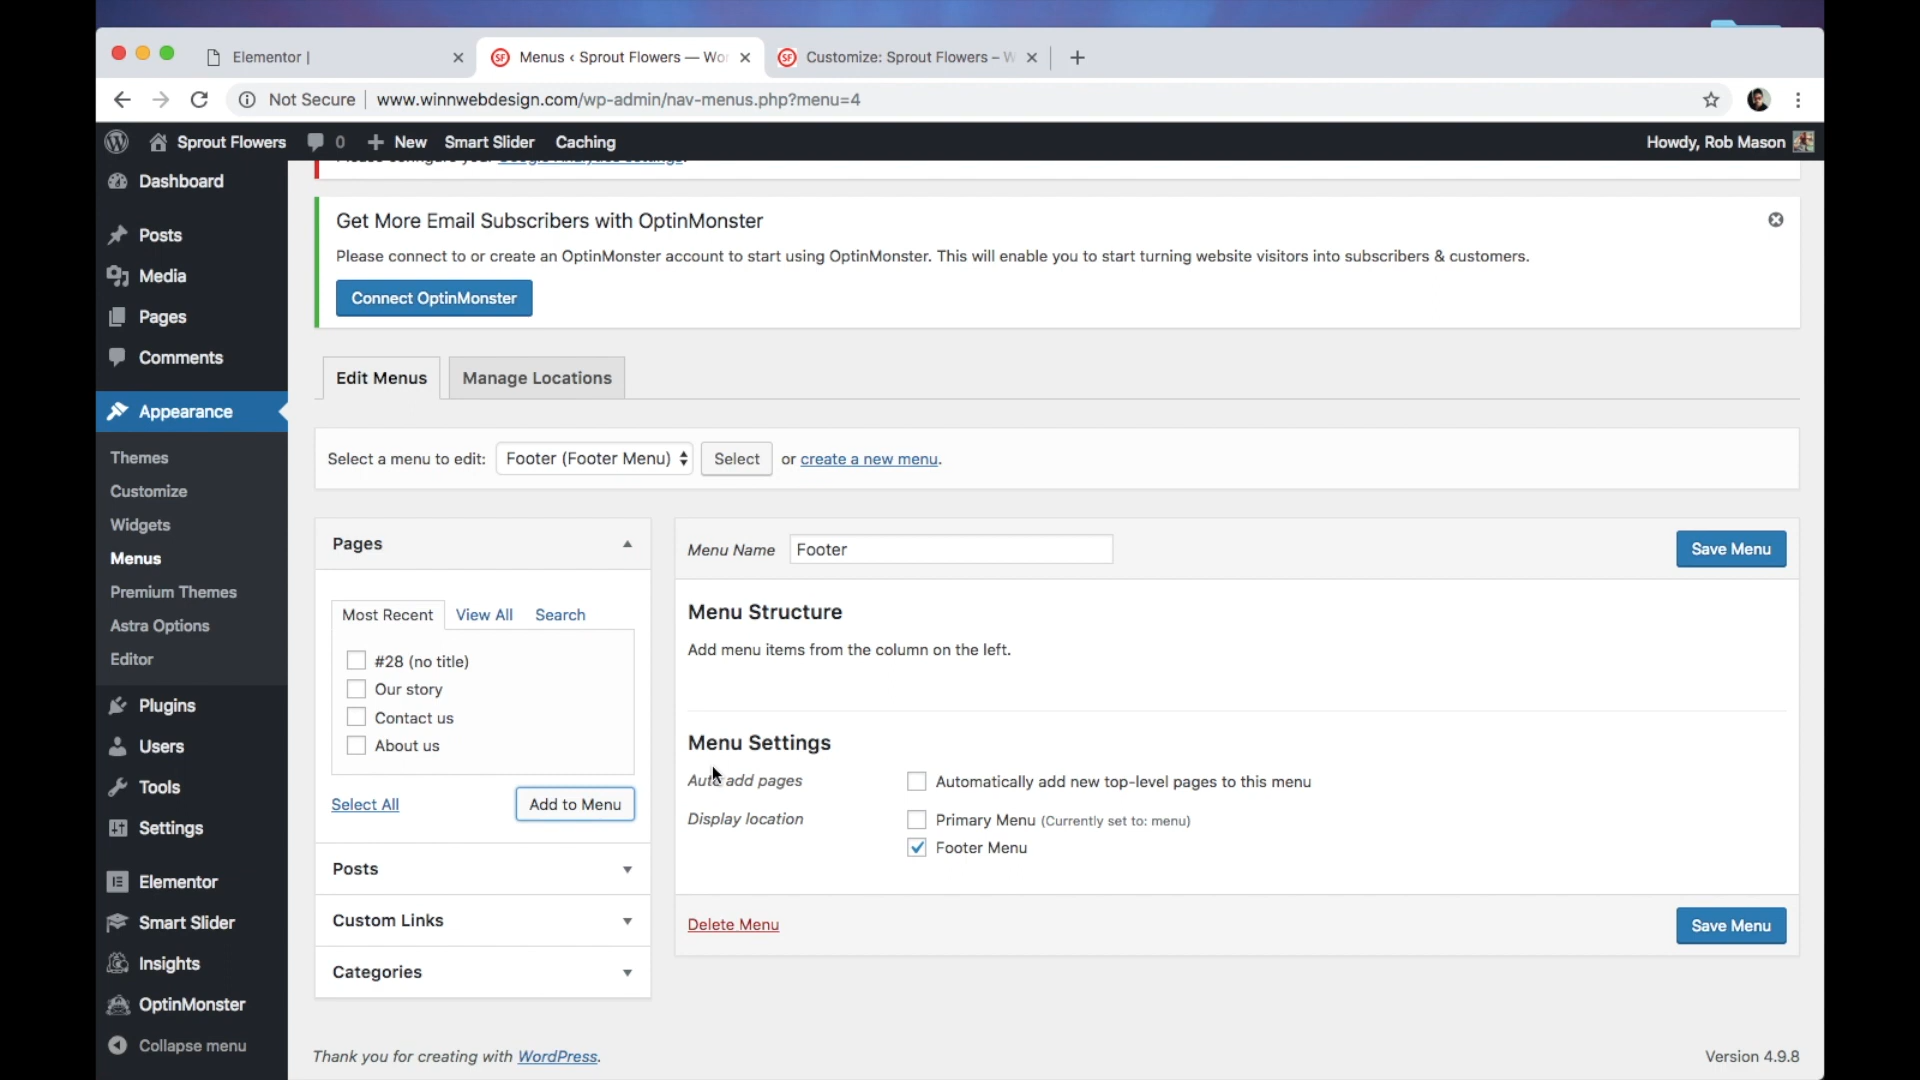 Elementor |
Menus ‹ Sprout Flowers — Wor
Customize: Sprout Flowers – W
Not Secure
www.winnwebdesign.com/wp-admin/nav-menus.php?menu=4
Sprout Flowers
0
New
Smart Slider
Caching
Howdy, Rob Mason
Please configure your Google Analytics settings.
Dashboard
Posts
Media
Pages
Comments
Appearance
Themes
Customize
Widgets
Menus
Premium Themes
Astra Options
Editor
Plugins
Users
Tools
Settings
Elementor
Smart Slider
Insights
OptinMonster
Collapse menu
Get More Email Subscribers with OptinMonster
Please connect to or create an OptinMonster account to start using OptinMonster. This will enable you to start turning website visitors into subscribers & customers.
Connect OptinMonster
Edit Menus
Manage Locations
Select a menu to edit: Footer (Footer Menu) Select or create a new menu.
Pages
Most Recent View All Search
#28 (no title)
Our story
Contact us
About us
Select All
Add to Menu
Posts
Custom Links
Categories
Menu Name Footer
Save Menu
Menu Structure
Add menu items from the column on the left.
Menu Settings
Auto add pages
Automatically add new top-level pages to this menu
Display location
Primary Menu (Currently set to: menu)
Footer Menu
Delete Menu
Save Menu
Thank you for creating with WordPress.
Version 4.9.8